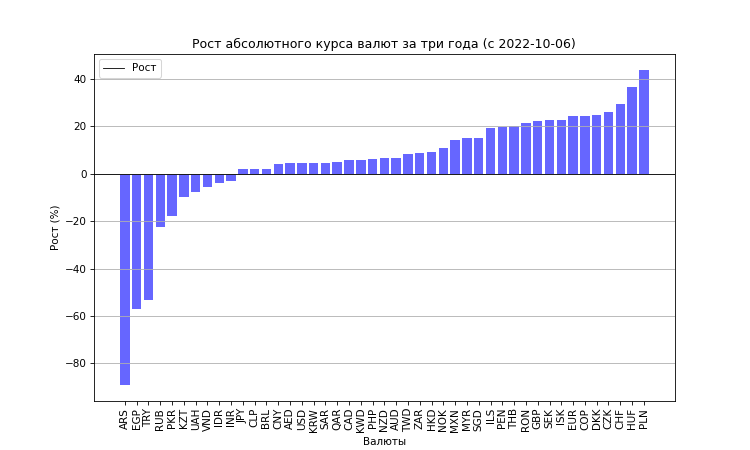 Рост абсолютного курса валют за три года (с 2022-10-06)
Рост
Рост (%)
40
20
0
−20
−40
−60
−80
ARS
EGP
TRY
RUB
PKR
KZT
UAH
VND
IDR
INR
JPY
CLP
BRL
CNY
AED
USD
KRW
SAR
QAR
CAD
KWD
PHP
NZD
AUD
TWD
ZAR
HKD
NOK
MXN
MYR
SGD
ILS
PEN
THB
RON
GBP
SEK
ISK
EUR
COP
DKK
CZK
CHF
HUF
PLN
Валюты